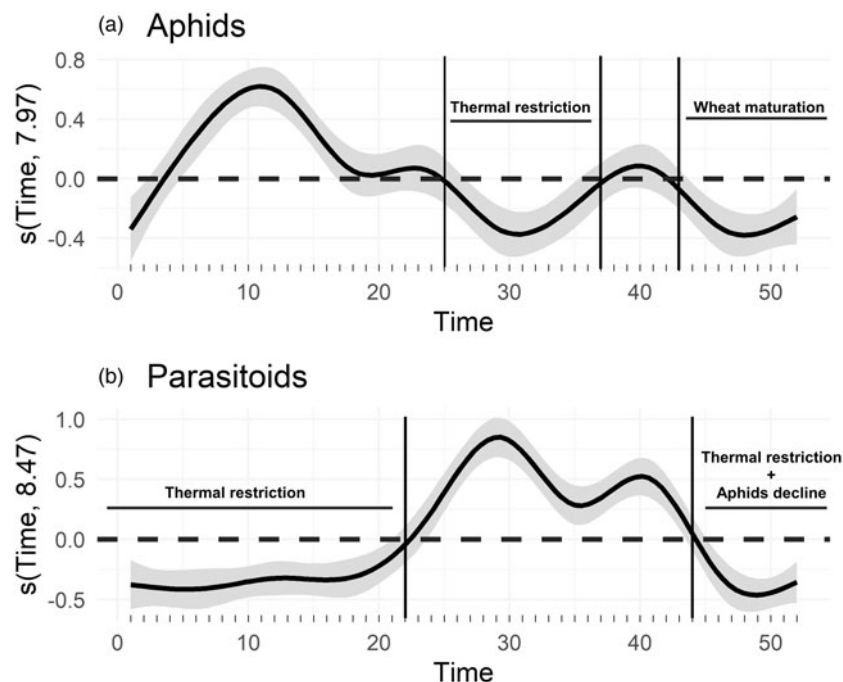 (a) Aphids
0.8
0.4
0.0
-0.4
s(Time, 7.97)
Thermal restriction
Wheat maturation
0 10 20 30 40 50
Time
(b) Parasitoids
1.0
0.5
0.0
-0.5
s(Time, 8.47)
Thermal restriction
Thermal restriction
+
Aphids decline
0 10 20 30 40 50
Time